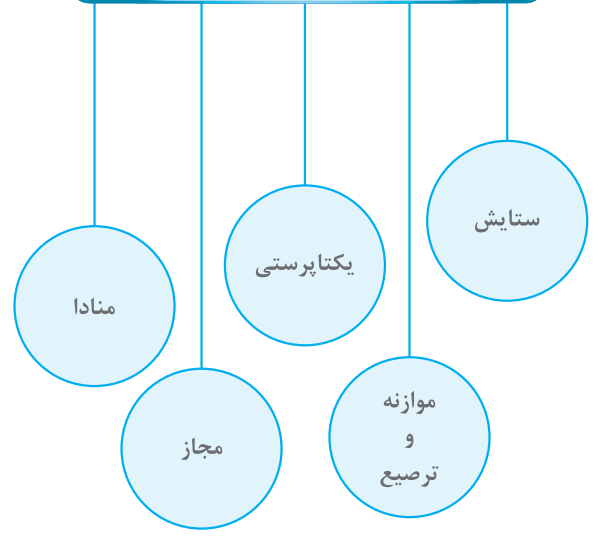 ستایش
یکتاپرستی
منادا
موازنه
و
ترصیع
مجاز